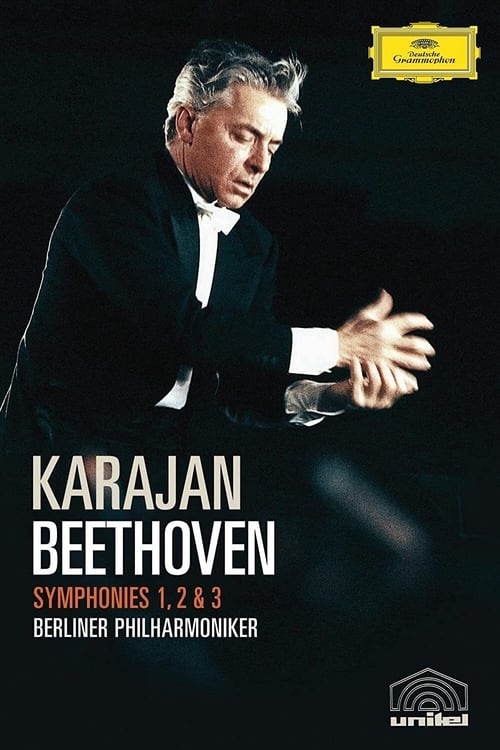 Deutsche
Grammophon
KARAJAN
BEETHOVEN
SYMPHONIES 1, 2 & 3
BERLINER PHILHARMONIKER
unitel